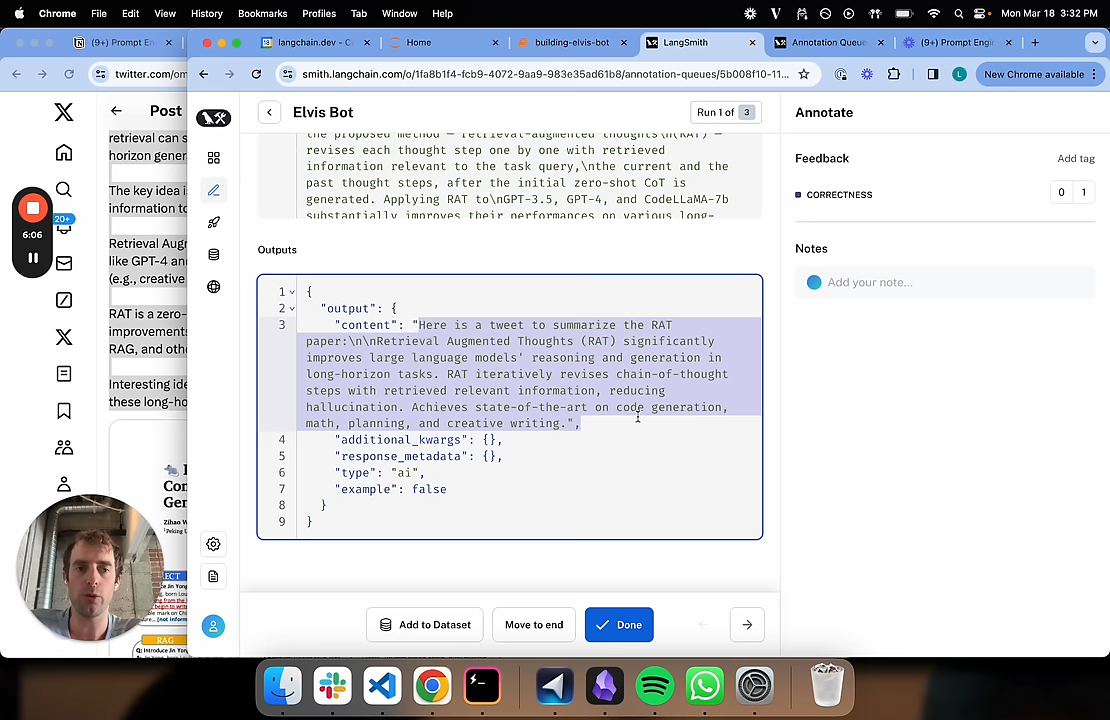 Chrome File Edit View History Bookmarks Profiles Tab Window Help
Mon Mar 18 3:32 PM
(9+) Prompt En
langchain.dev - C
Home
building-elvis-bot
LangSmith
Annotation Queu
(9+) Prompt Engi
twitter.com/om
smith.langchain.com/o/1fa8b1f4-fcb9-4072-9aa9-983e35ad61b8/annotation-queues/5b008f10-11...
L
New Chrome available
Post
retrieval can s
horizon gener
The key idea i
information to
Retrieval Aug
like GPT-4 an
(e.g., creative
RAT is a zero-
improvements
RAG, and oth
Interesting ide
these long-ho
20+
6:06
Elvis Bot
Run 1 of 3
the proposed method — retrieval-augmented thoughts\n(RAT) —
revises each thought step one by one with retrieved
information relevant to the task query,\nthe current and the
past thought steps, after the initial zero-shot CoT is
generated. Applying RAT to\nGPT-3.5, GPT-4, and CodeLLaMA-7b
substantially improves their performances on various long-
Outputs
1 {
2 "output": {
3 "content": "Here is a tweet to summarize the RAT
paper:\n\nRetrieval Augmented Thoughts (RAT) significantly
improves large language models' reasoning and generation in
long-horizon tasks. RAT iteratively revises chain-of-thought
steps with retrieved relevant information, reducing
hallucination. Achieves state-of-the-art on code generation,
math, planning, and creative writing.",
4 "additional_kwargs": {},
5 "response_metadata": {},
6 "type": "ai",
7 "example": false
8 }
9 }
Add to Dataset
Move to end
Done
Annotate
Feedback
Add tag
CORRECTNESS
0 1
Notes
Add your note...
Con
Gen
Zihao W
RAG